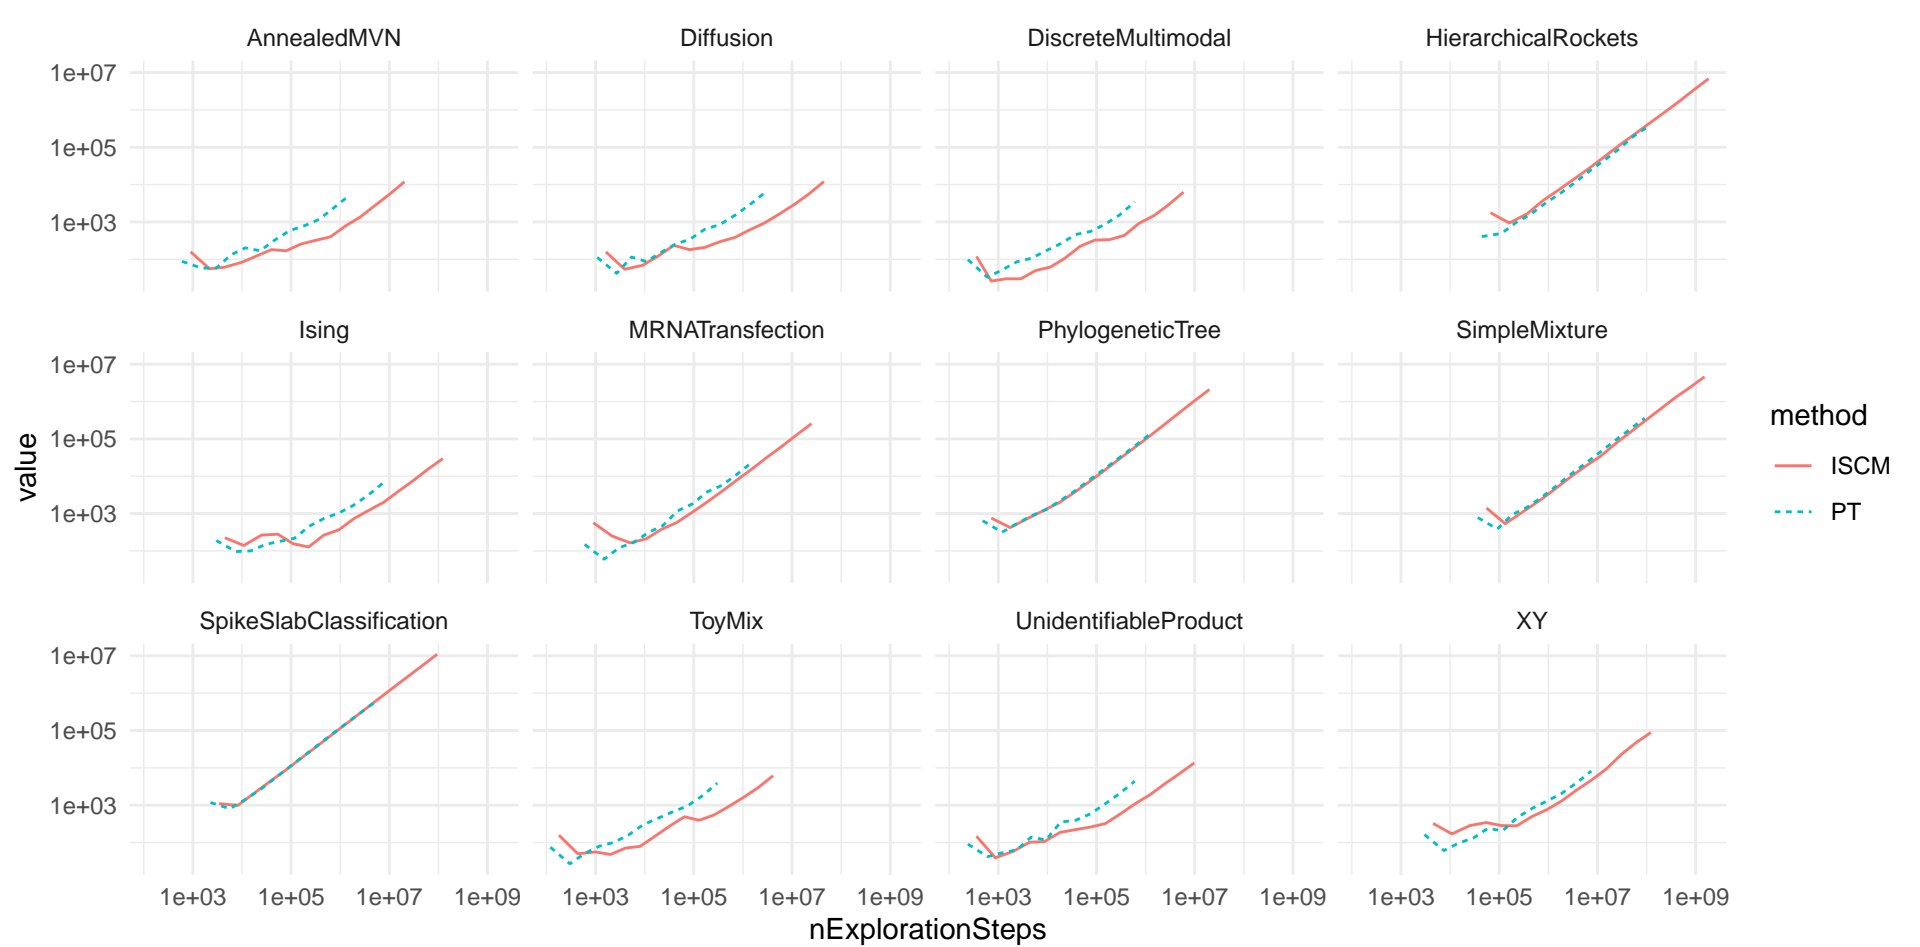 AnnealedMVN Diffusion DiscreteMultimodal HierarchicalRockets
1e+07
1e+05
1e+03
Ising MRNATransfection PhylogeneticTree SimpleMixture
1e+07
1e+05
1e+03
value
method
ISCM
PT
SpikeSlabClassification ToyMix UnidentifiableProduct XY
1e+07
1e+05
1e+03
1e+03 1e+05 1e+07 1e+09 1e+03 1e+05 1e+07 1e+09 1e+03 1e+05 1e+07 1e+09 1e+03 1e+05 1e+07 1e+09
nExplorationSteps